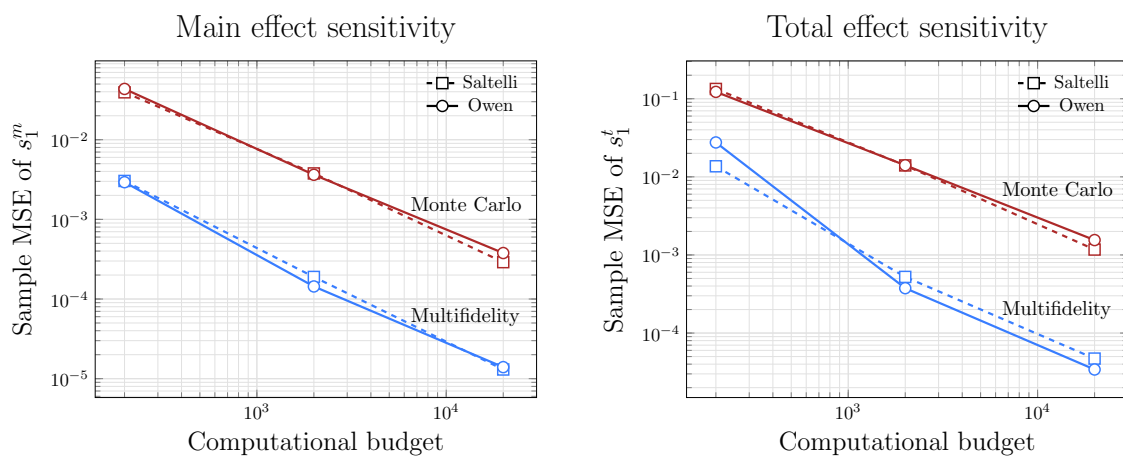 Main effect sensitivity
Sample MSE of $s_1^m$
10^{-2}
10^{-3}
10^{-4}
10^{-5}
Saltelli
Owen
Monte Carlo
Multifidelity
10^3
10^4
Computational budget
Total effect sensitivity
Sample MSE of $s_1^t$
10^{-1}
10^{-2}
10^{-3}
10^{-4}
Saltelli
Owen
Monte Carlo
Multifidelity
10^3
10^4
Computational budget